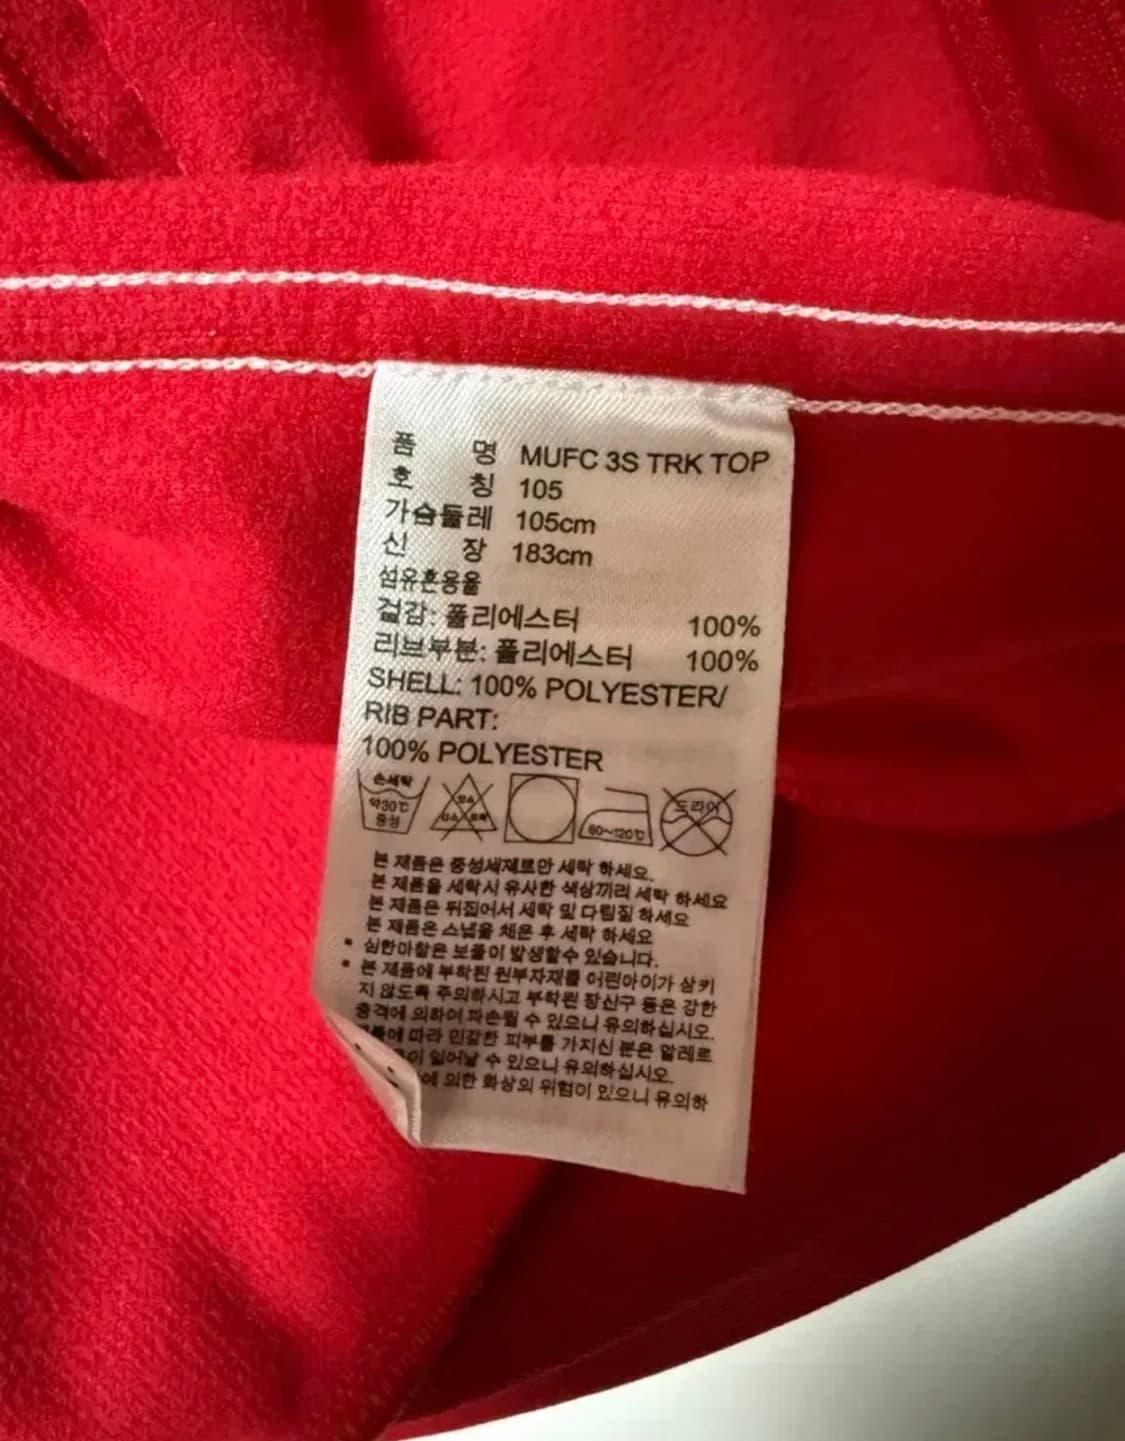 품 명 MUFC 3S TRK TOP
호 칭 105
가슴둘레 105cm
신 장 183cm
섬유혼용율
겉감: 폴리에스터 100%
리브부분: 폴리에스터 100%
SHELL: 100% POLYESTER/
RIB PART:
100% POLYESTER
손세탁
약30℃
중성
80~120℃
드라이
본 제품은 중성세제로만 세탁 하세요.
본 제품을 세탁시 유사한 색상끼리 세탁 하세요
본 제품은 뒤집어서 세탁 및 다림질 하세요
본 제품은 스냅을 채운 후 세탁 하세요
* 심한마찰은 보풀이 발생할수 있습니다.
* 본 제품에 부착된 원부자재를 어린아이가 삼키
지 않도록 주의하시고 부착된 장신구 등은 강한
충격에 의하여 파손될 수 있으니 유의하십시오.
따라 민감한 피부를 가지신 분은 알레르
일어날 수 있으니 유의하십시오.
의한 화상의 위험이 있으니 유의하